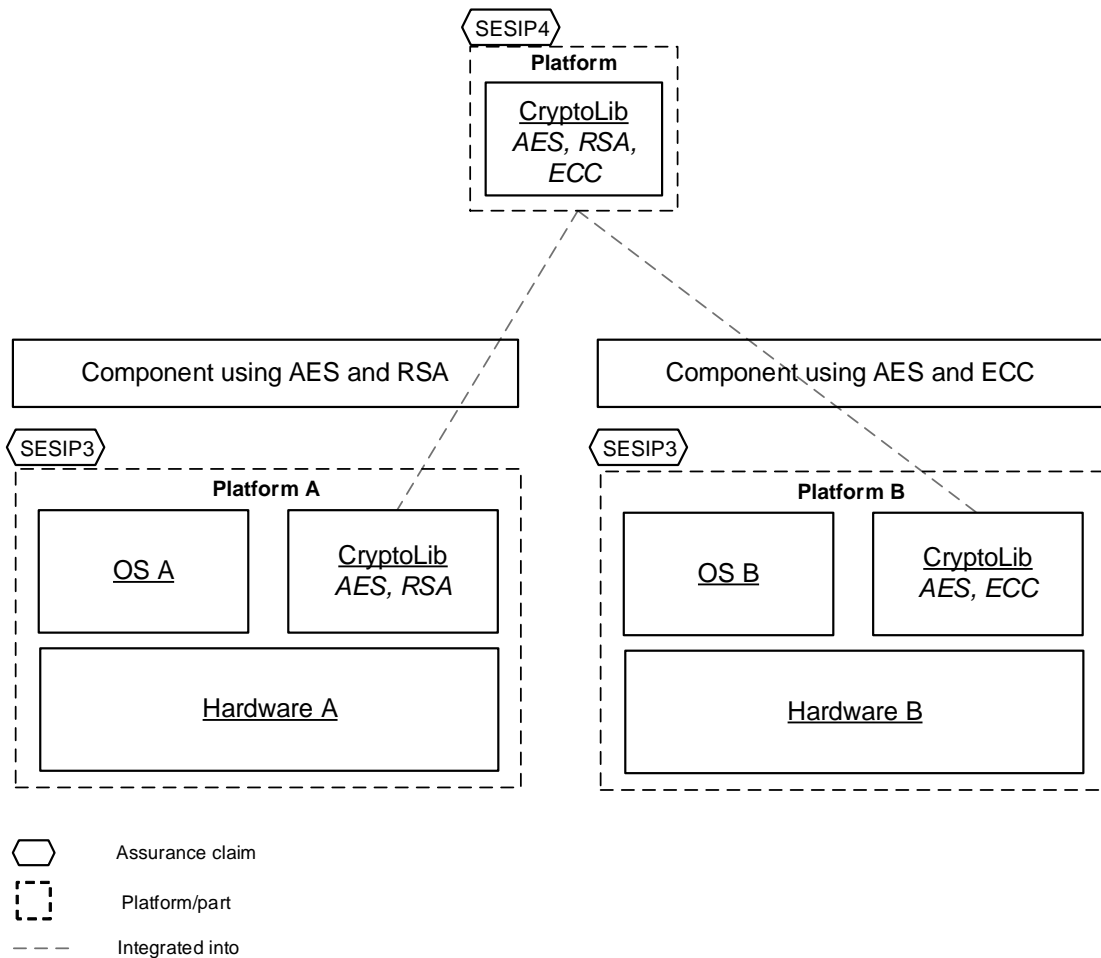 SESIP4
Platform
CryptoLib
AES, RSA,
ECC
Component using AES and RSA
Component using AES and ECC
SESIP3
SESIP3
Platform A
Platform B
OS A
CryptoLib
AES, RSA
OS B
CryptoLib
AES, ECC
Hardware A
Hardware B
Assurance claim
Platform/part
Integrated into